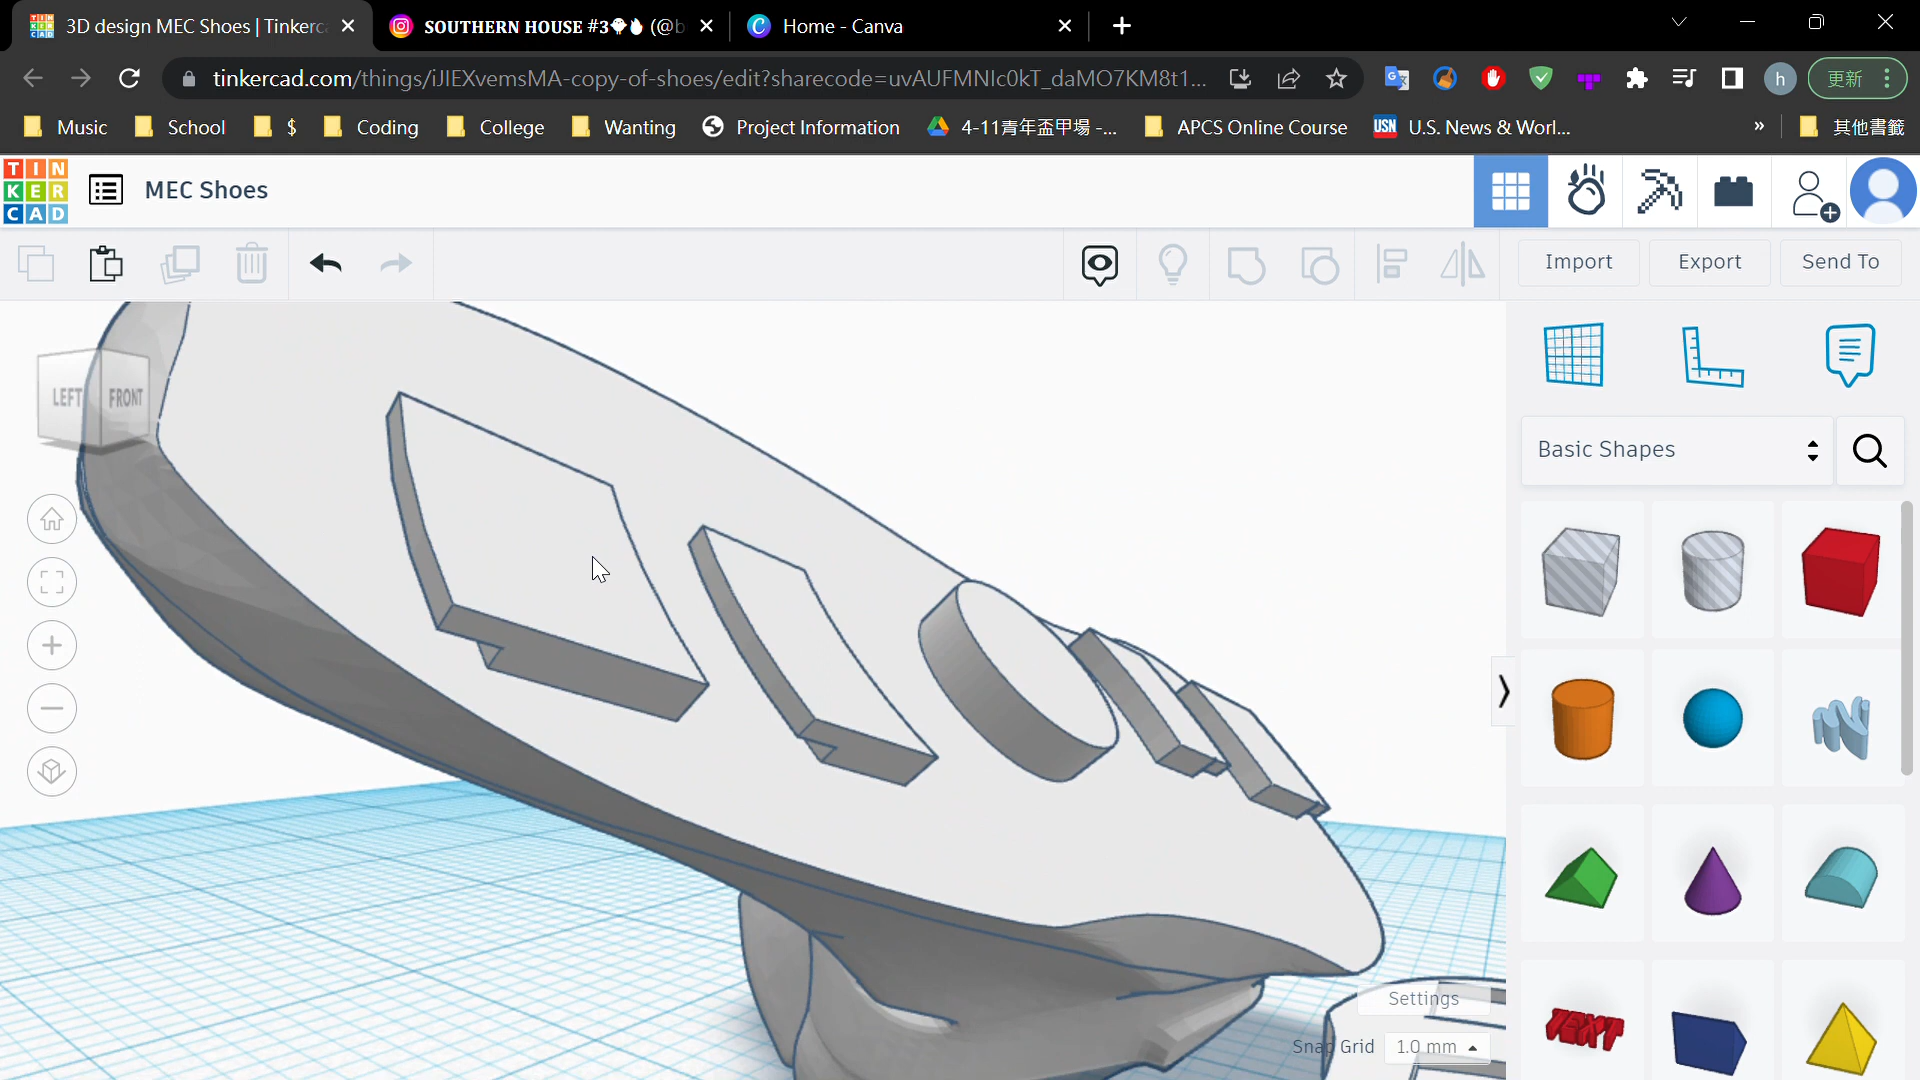 3D design MEC Shoes | Tinkerc
SOUTHERN HOUSE #3 (@b
Home - Canva
tinkercad.com/things/iJIEXvemsMA-copy-of-shoes/edit?sharecode=uvAUFMNIc0kT_daMO7KM8t1...
h
更新
Music
School
$
Coding
College
Wanting
Project Information
4-11青年盃甲場 -...
APCS Online Course
USN
U.S. News & Worl...
»
其他書籤
TIN
KER
CAD
MEC Shoes
Import
Export
Send To
LEFT
FRONT
Basic Shapes
TEXT
Settings
Snap Grid
1.0 mm